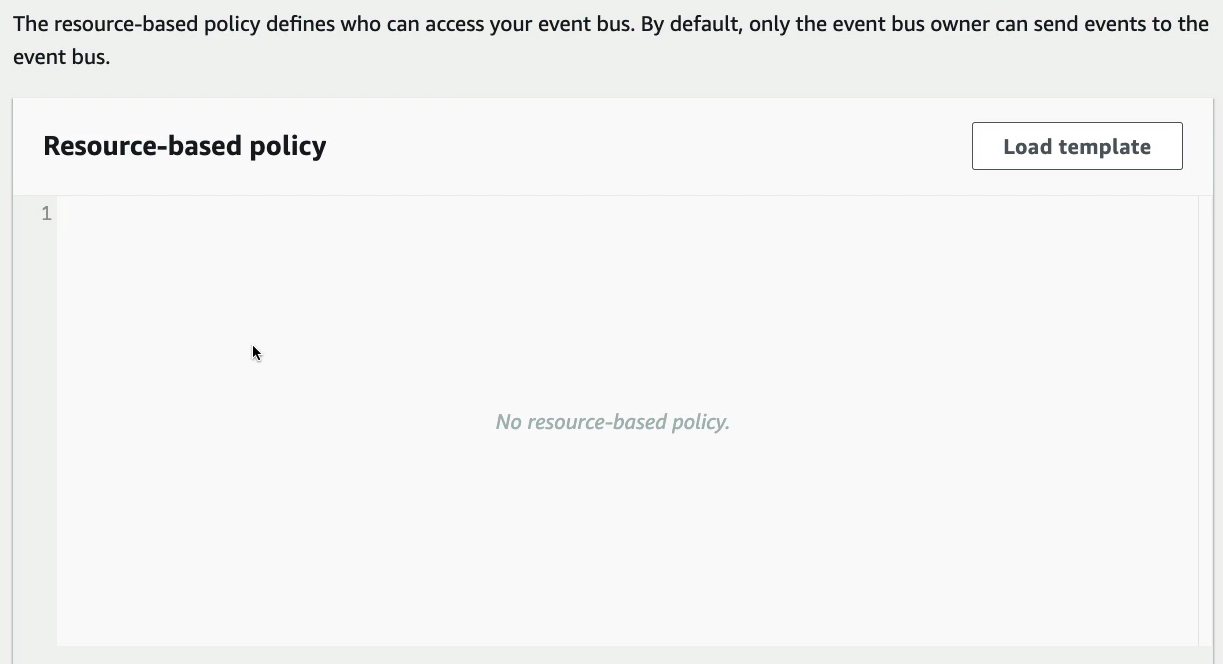 The resource-based policy defines who can access your event bus. By default, only the event bus owner can send events to the
event bus.
Resource-based policy
Load template
1
No resource-based policy.